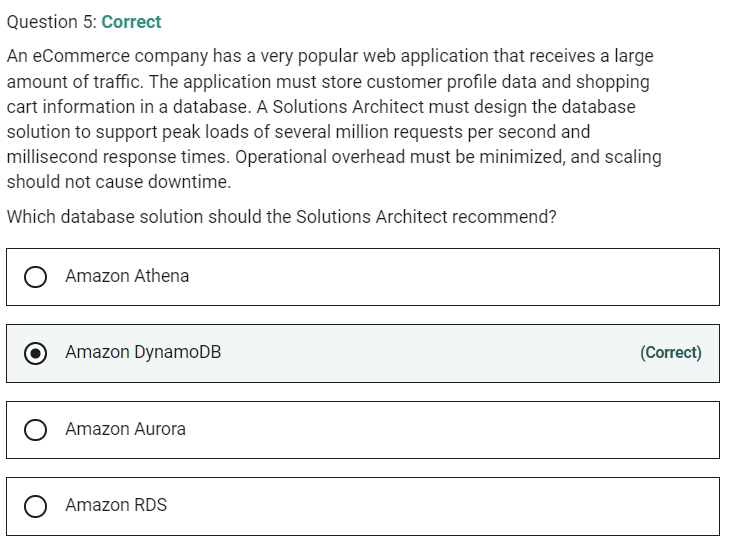 Question 5: Correct
An eCommerce company has a very popular web application that receives a large
amount of traffic. The application must store customer profile data and shopping
cart information in a database. A Solutions Architect must design the database
solution to support peak loads of several million requests per second and
millisecond response times. Operational overhead must be minimized, and scaling
should not cause downtime.
Which database solution should the Solutions Architect recommend?
Amazon Athena
Amazon DynamoDB (Correct)
Amazon Aurora
Amazon RDS